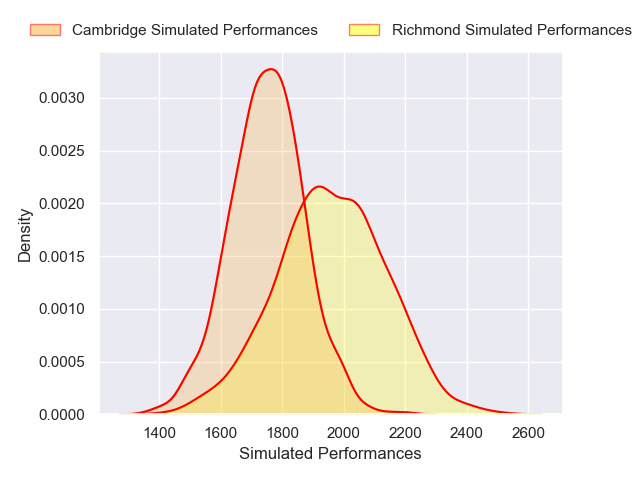 Cambridge Simulated Performances Richmond Simulated Performances
0.0030
0.0025
0.0020
0.0015
0.0010
0.0005
0.0000
Density
1400 1600 1800 2000 2200 2400 2600
Simulated Performances